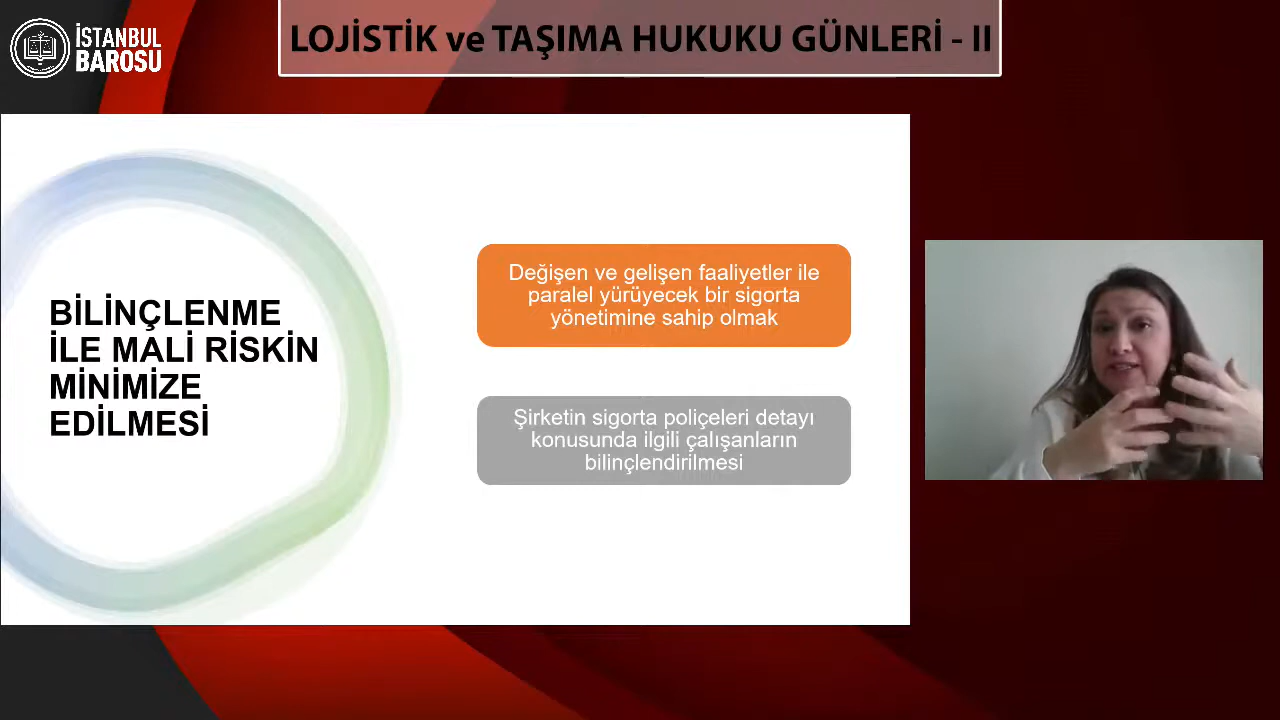 İSTANBUL
BAROSU
LOJİSTİK ve TAŞIMA HUKUKU GÜNLERİ - II
BİLİNÇLENME
İLE MALİ RİSKİN
MİNİMİZE
EDİLMESİ
Değişen ve gelişen faaliyetler ile
paralel yürüyecek bir sigorta
yönetimine sahip olmak
Şirketin sigorta poliçeleri detayı
konusunda ilgili çalışanların
bilinçlendirilmesi